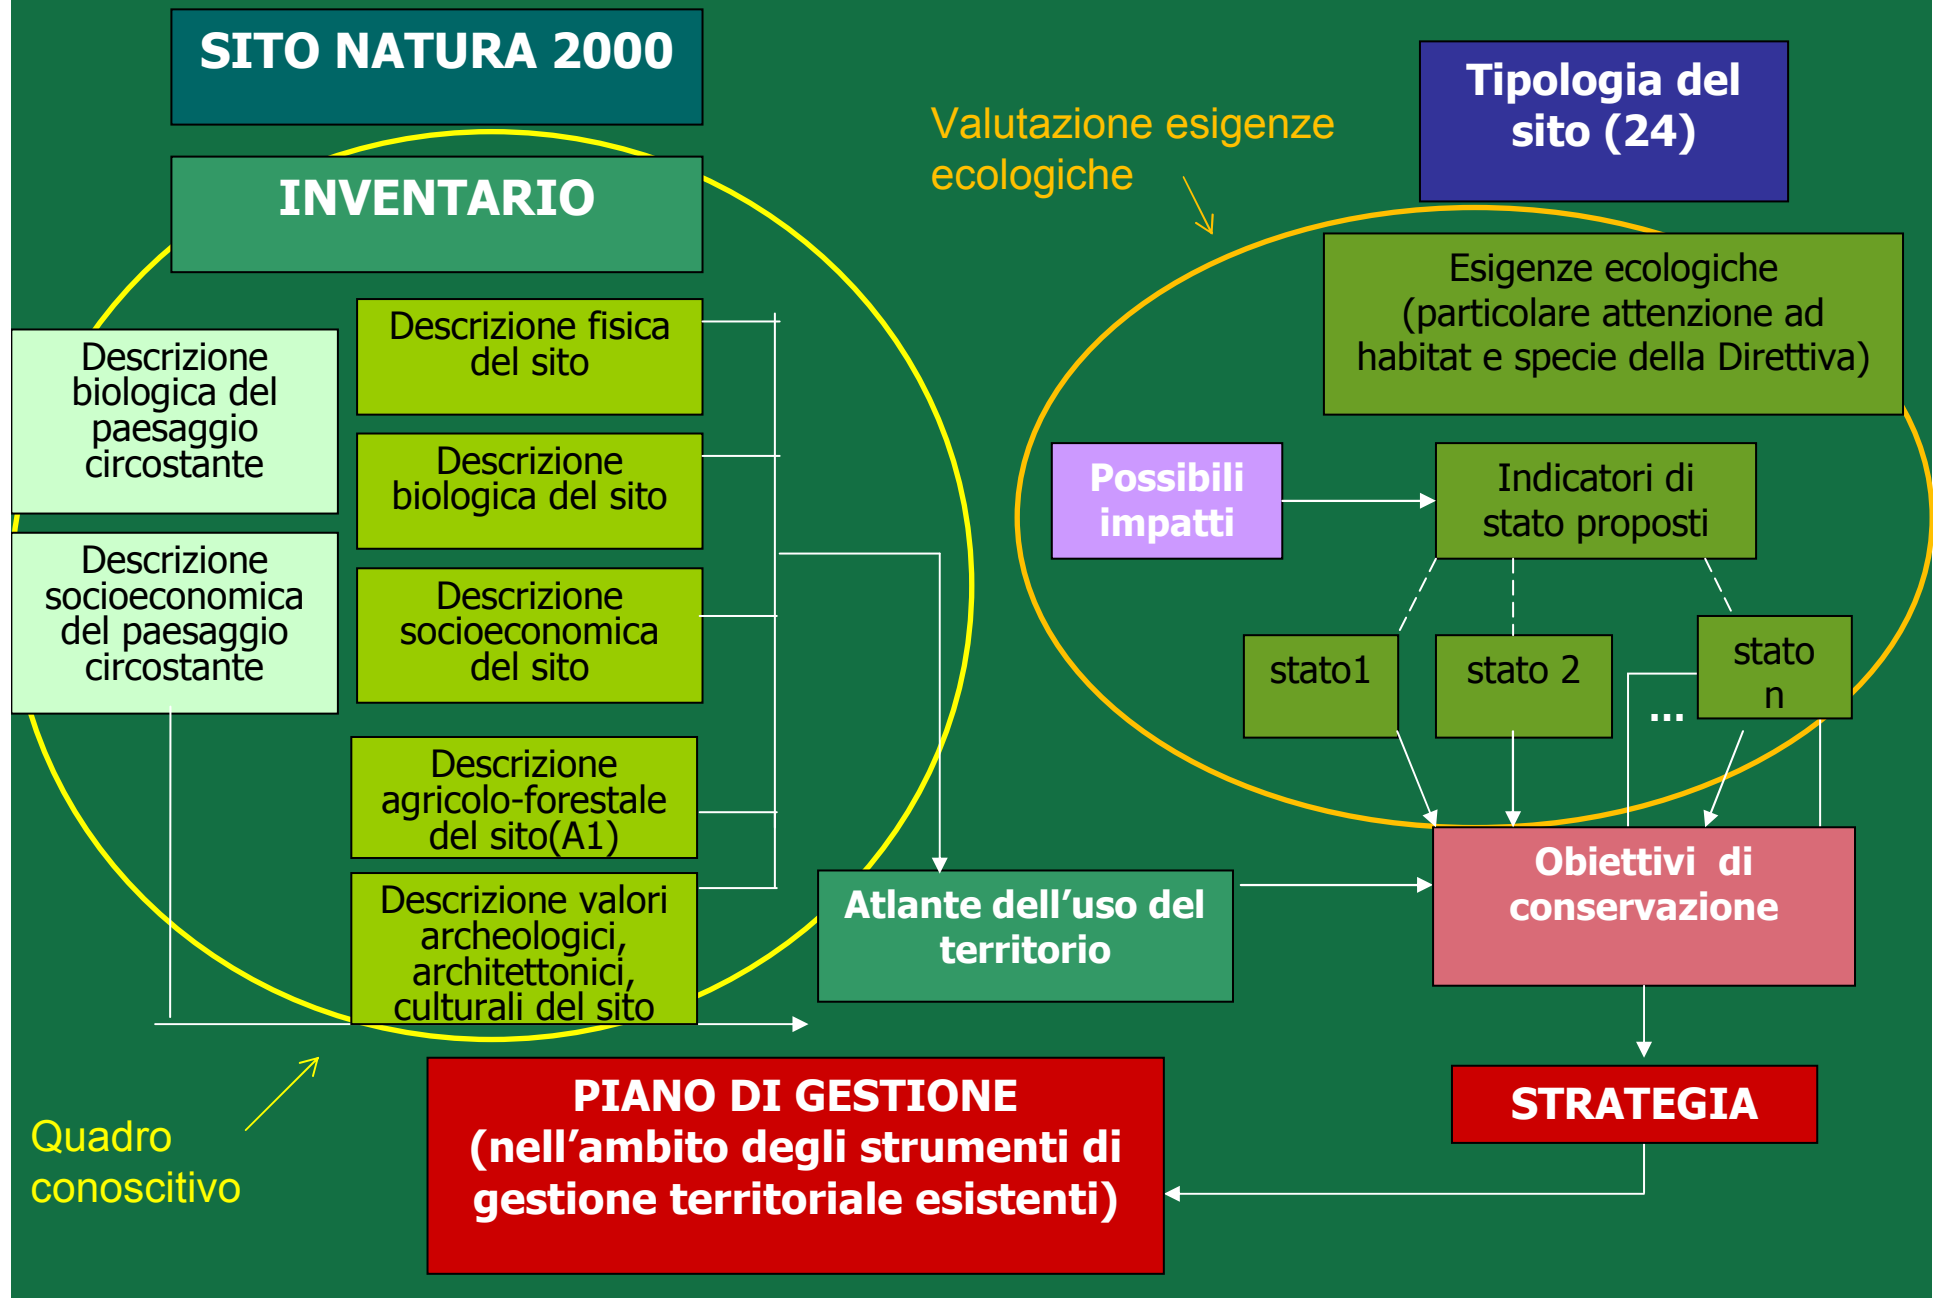 SITO NATURA 2000
INVENTARIO
Descrizione
biologica del
paesaggio
circostante
Descrizione
socioeconomica
del paesaggio
circostante
Descrizione fisica
del sito
Descrizione
biologica del sito
Descrizione
socioeconomica
del sito
Descrizione
agricolo-forestale
del sito(A1)
Descrizione valori
archeologici,
architettonici,
culturali del sito
Quadro
conoscitivo
Valutazione esigenze
ecologiche
Tipologia del
sito (24)
Esigenze ecologiche
(particolare attenzione ad
habitat e specie della Direttiva)
Possibili
impatti
Indicatori di
stato proposti
stato1
stato 2
...
stato
n
Atlante dell’uso del
territorio
Obiettivi di
conservazione
STRATEGIA
PIANO DI GESTIONE
(nell’ambito degli strumenti di
gestione territoriale esistenti)